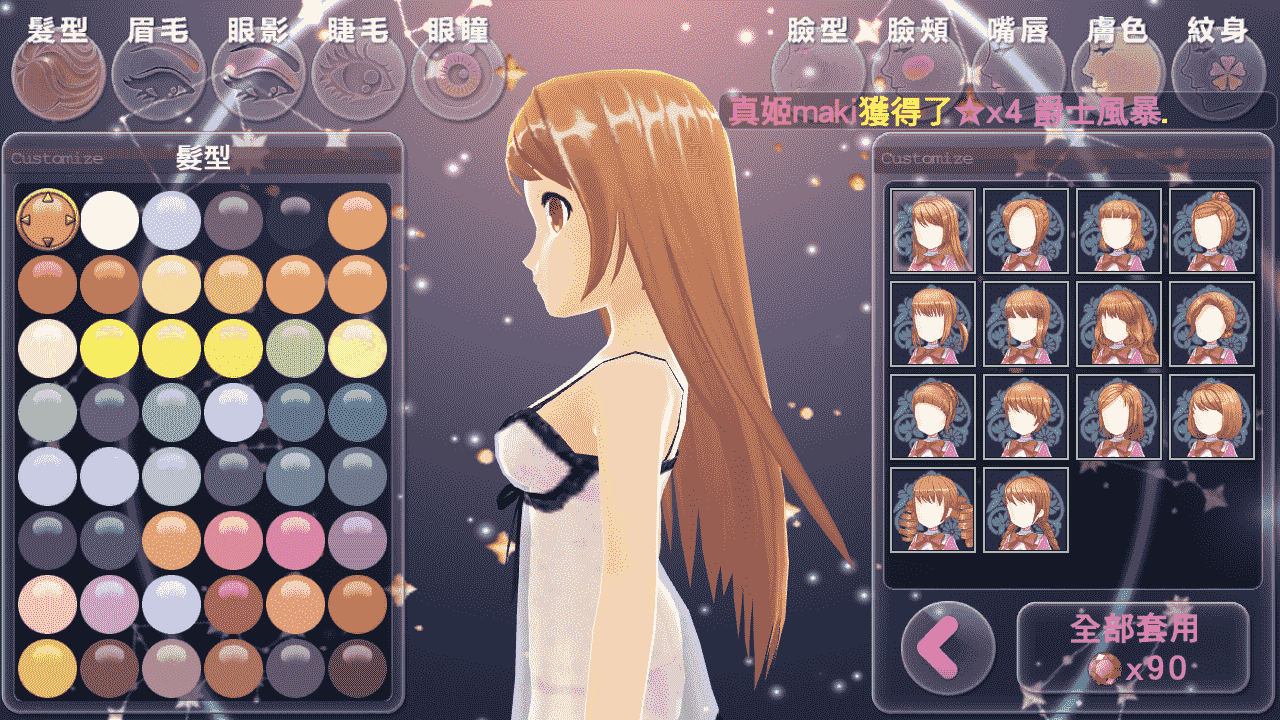 髮型 眉毛 眼影 睫毛 眼瞳 臉型 臉頰 嘴唇 膚色 紋身
真姬maki獲得了★x4 爵士風暴.
Customize 髮型
Customize
全部套用
x90